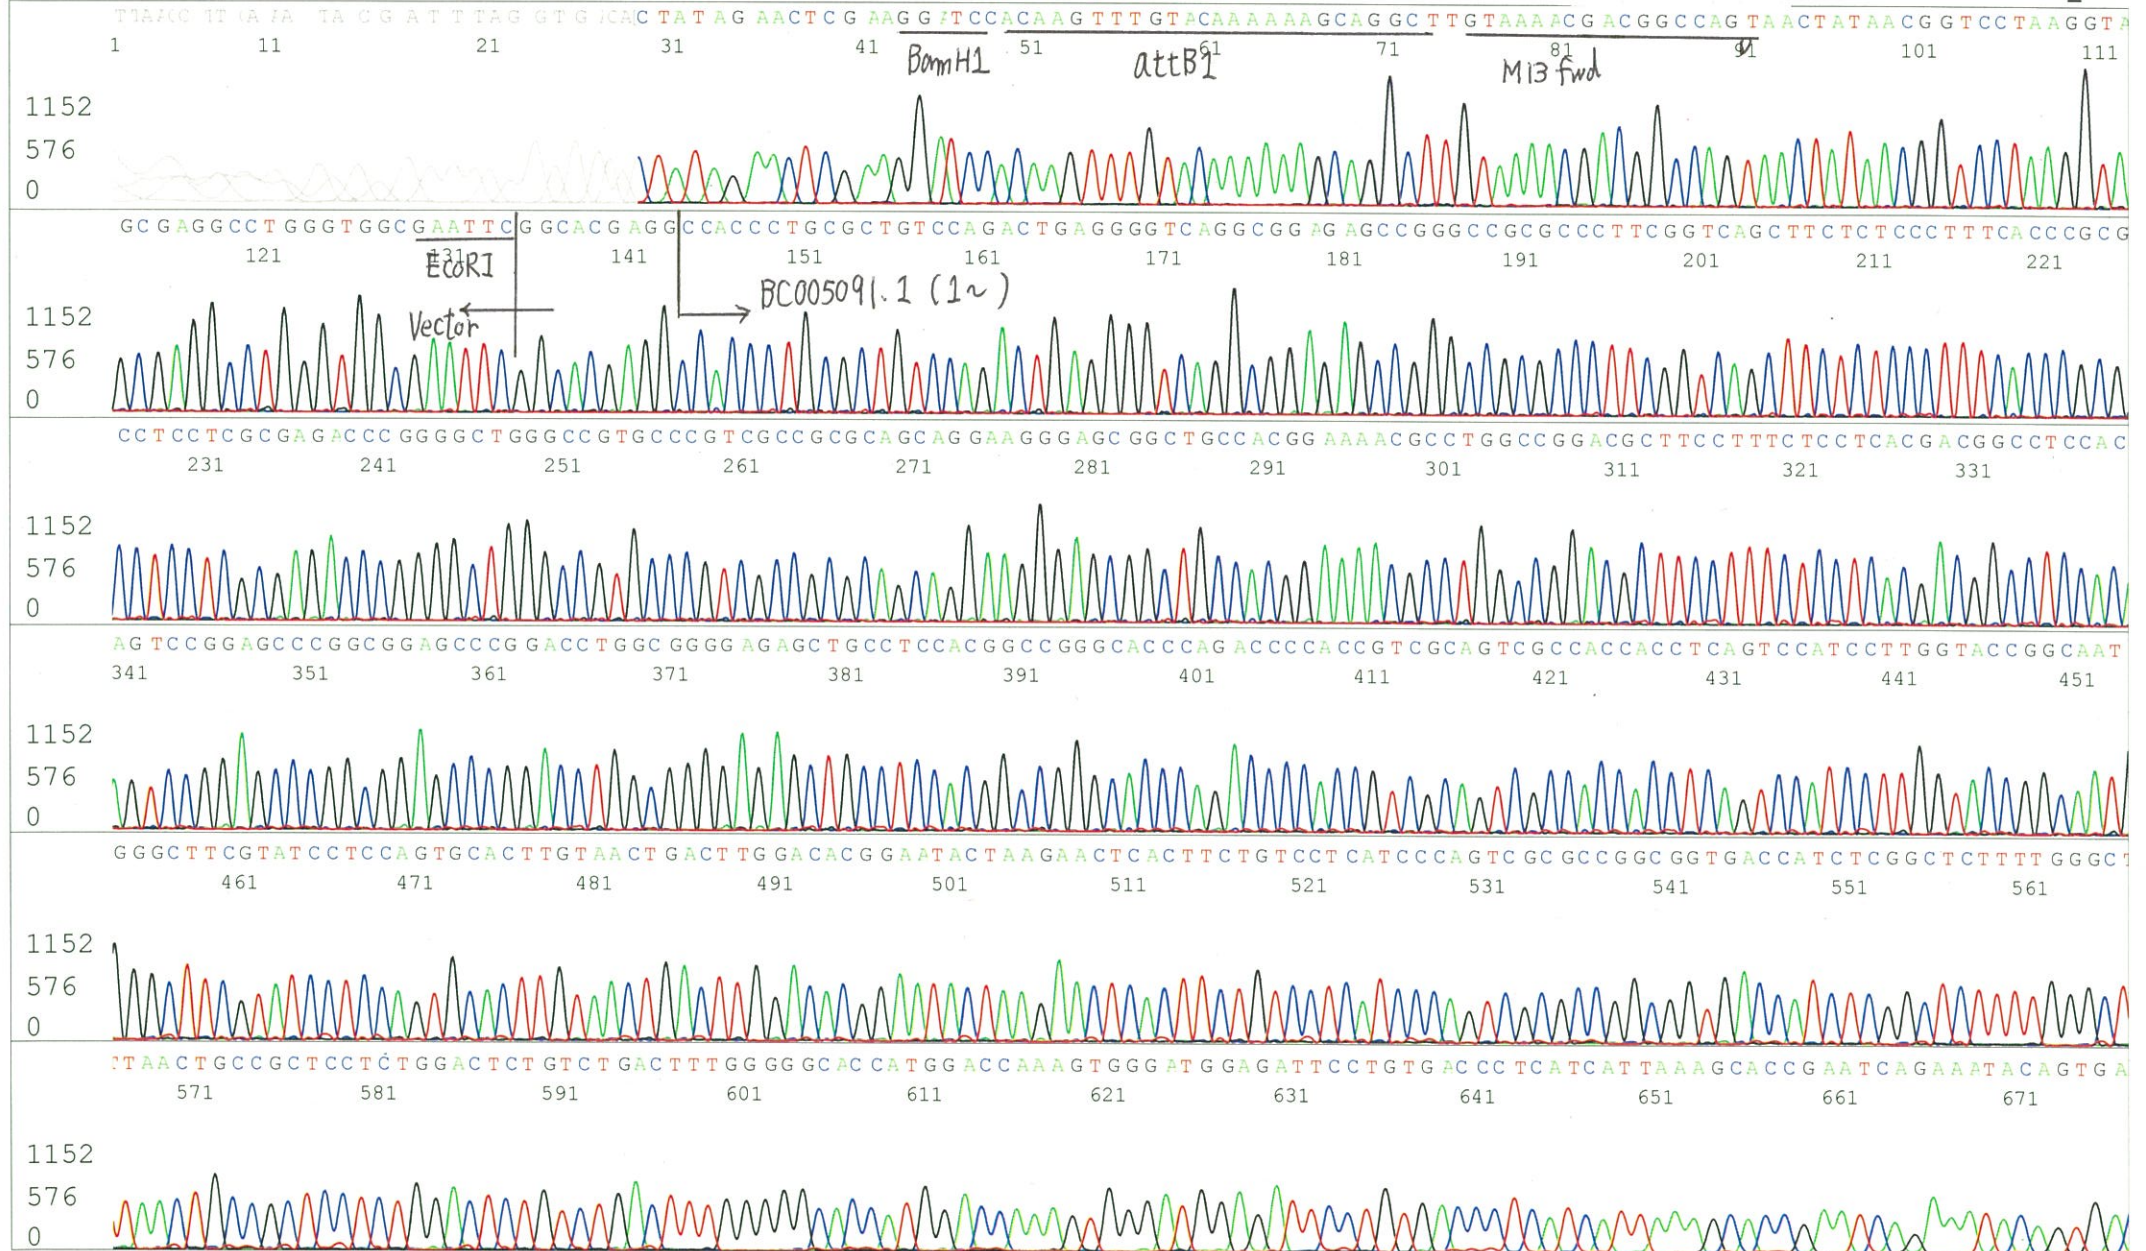 CTATAGAACTCGAAGGATCCACAAGTTTGTACAAAAAAGCAGGCTTGTAAAACGACGGCCAGTAACTATAACGGTCCTAAGGTA
1 11 21 31 41 51 61 71 81 91 101 111
BamH1 attB1 M13 fwd
1152
576
0
GCGAGGCCTGGGTGGCGAATTCGGCACGAGGCCACCCTGCGCTGTCCAGACTGAGGGGTCAGGCGGAGAGCCGGGCCGCGCCCTTCGGTCAGCTTCTCTCCCTTTCACCCGCG
121 131 141 151 161 171 181 191 201 211 221
EcoRI
Vector BC005091.1 (1~)
1152
576
0
CCTCCTCGCGAGACCCGGGGCTGGGCCGTGCCCGTCGCCGCGCAGCAGGAAGGGAGCGGCTGCCACGGAAAACGCCTGGCCGGACGCTTCCTTTCTCCTCACGACGGCCTCCAC
231 241 251 261 271 281 291 301 311 321 331
1152
576
0
AGTCCGGAGCCCGGCGGAGCCCGGACCTGGCGGGGAGAGCTGCCTCCACGGCCGGGCACCCAGACCCCACCGTCGCAGTCGCCACCACCTCAGTCCATCCTTGGTACCGGCAAT
341 351 361 371 381 391 401 411 421 431 441 451
1152
576
0
GGGCTTCGTATCCTCCAGTGCACTTGTAACTGACTTGGACACGGAATACTAAGAACTCACTTCTGTCCTCATCCCAGTCGCGCCGGCGGTGACCATCTCGGCTCTTTTGGGCT
461 471 481 491 501 511 521 531 541 551 561
1152
576
0
TTAACTGCCGCTCCTCTGGACTCTGTCTGACTTTGGGGGGCACCATGGACCAAAGTGGGATGGAGATTCCTGTGACCCTCATCATTAAAGCACCGAATCAGAAATACAGTGA
571 581 591 601 611 621 631 641 651 661 671
1152
576
0